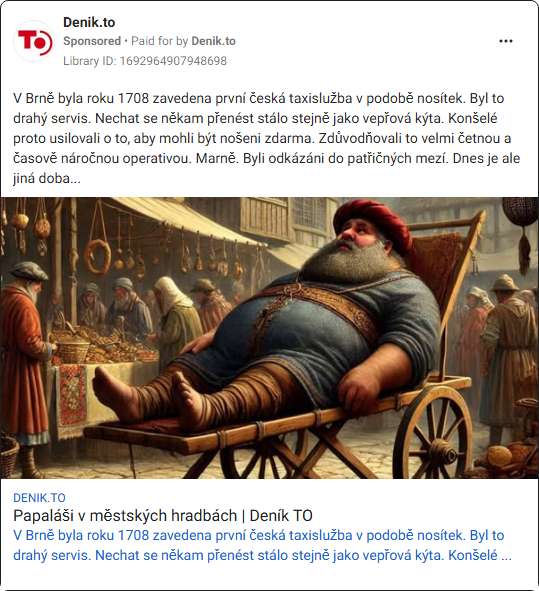 Denik.to
Sponsored • Paid for by Denik.to
Library ID: 1692964907948698
TO
V Brně byla roku 1708 zavedena první česká taxislužba v podobě nosítek. Byl to
drahý servis. Nechat se někam přenést stálo stejně jako vepřová kýta. Konšelé
proto usilovali o to, aby mohli být nošeni zdarma. Zdůvodňovali to velmi četnou a
časově náročnou operativou. Marně. Byli odkázáni do patřičných mezí. Dnes je ale
jiná doba...
DENIK.TO
Papaláši v městských hradbách | Deník TO
V Brně byla roku 1708 zavedena první česká taxislužba v podobě nosítek. Byl to
drahý servis. Nechat se někam přenést stálo stejně jako vepřová kýta. Konšelé ...